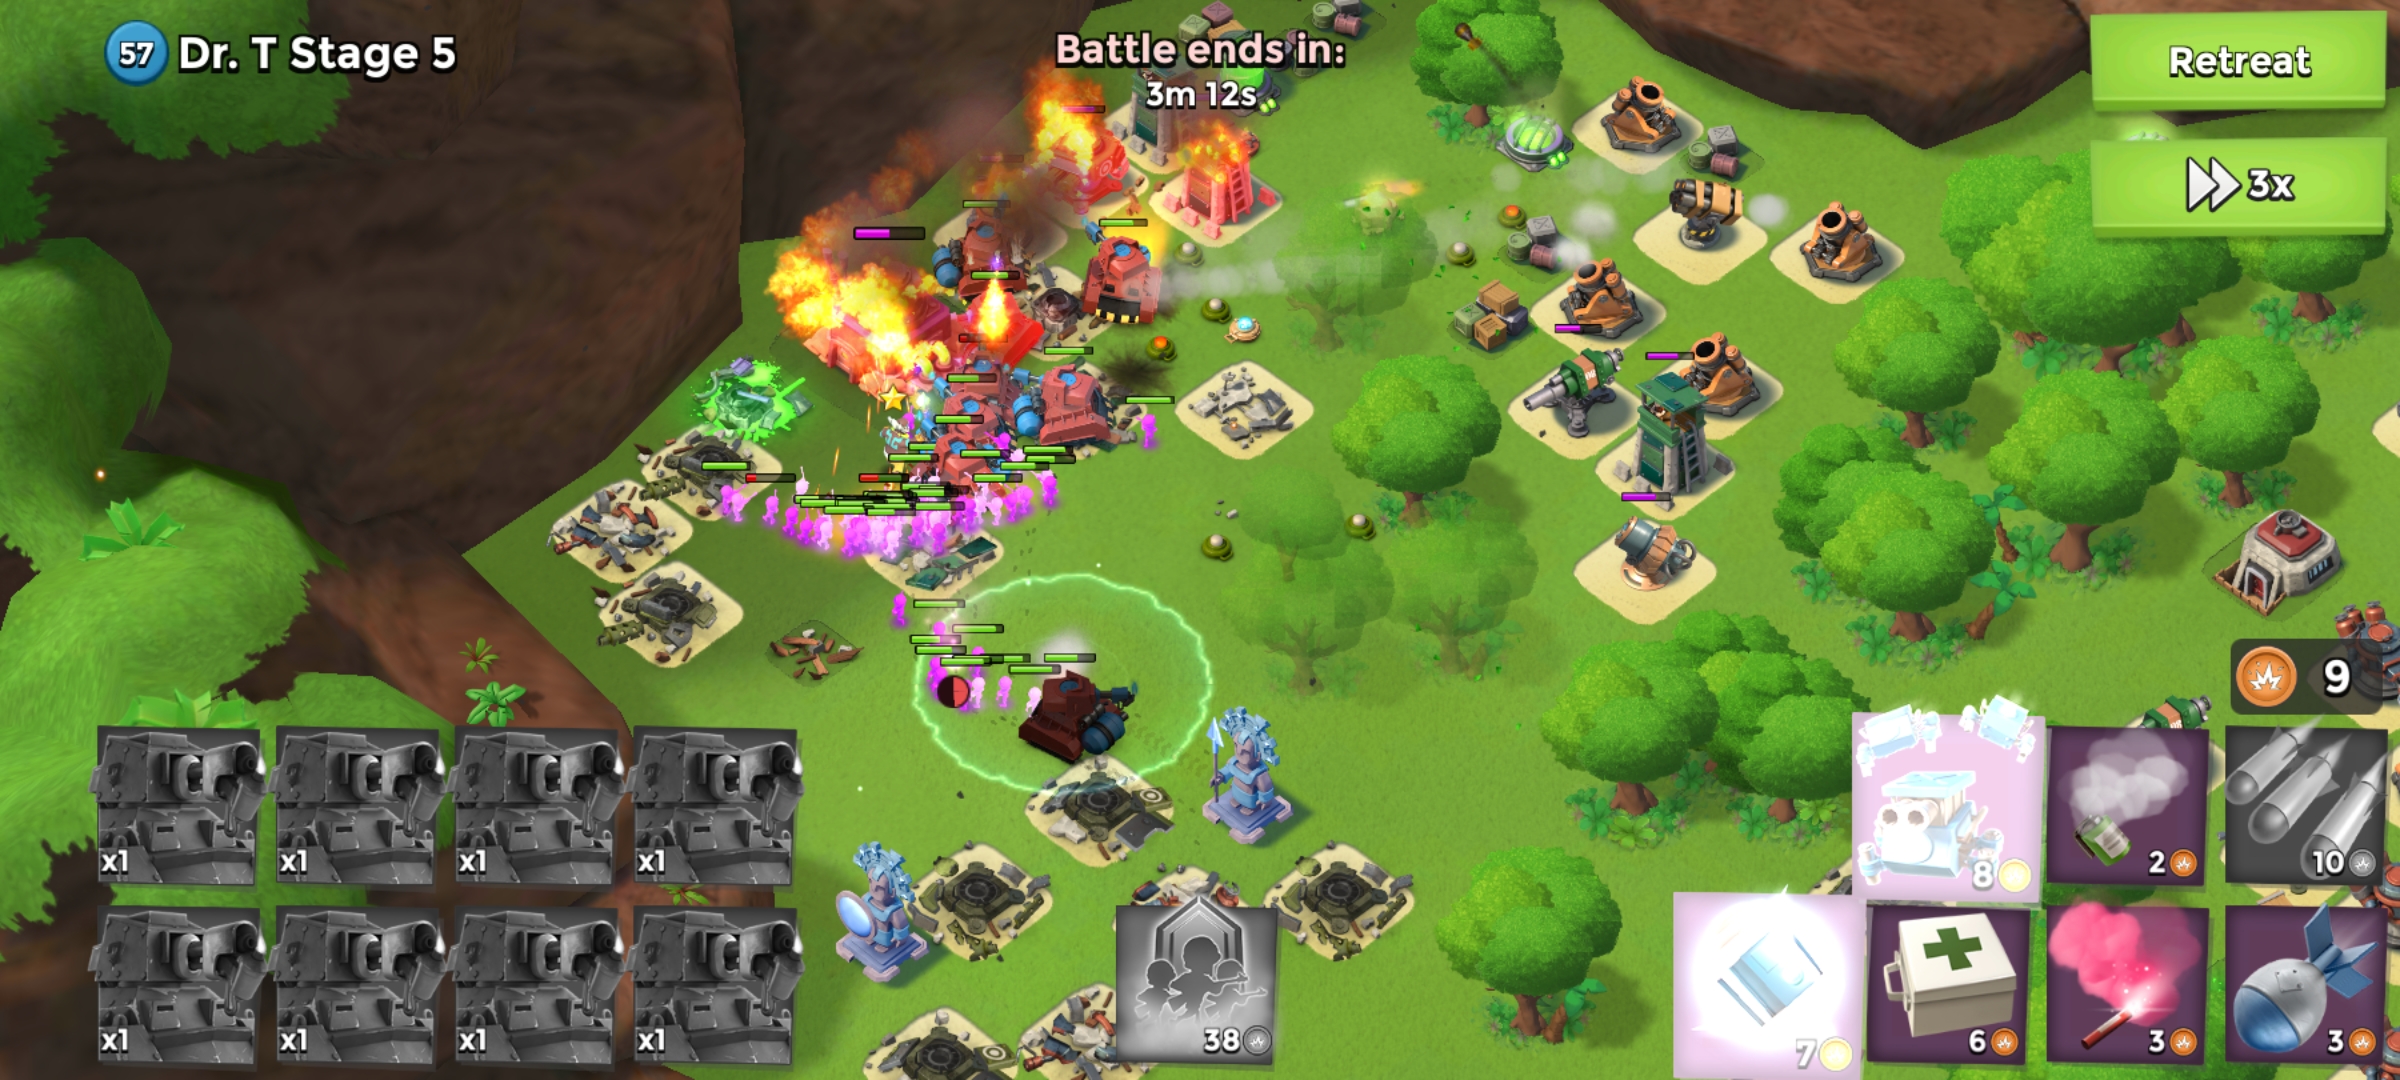 57 Dr. T Stage 5
Battle ends in:
3m 12s
Retreat
3x
9
x1
x1
x1
x1
8
2
10
x1
x1
x1
x1
38
7
6
3
3